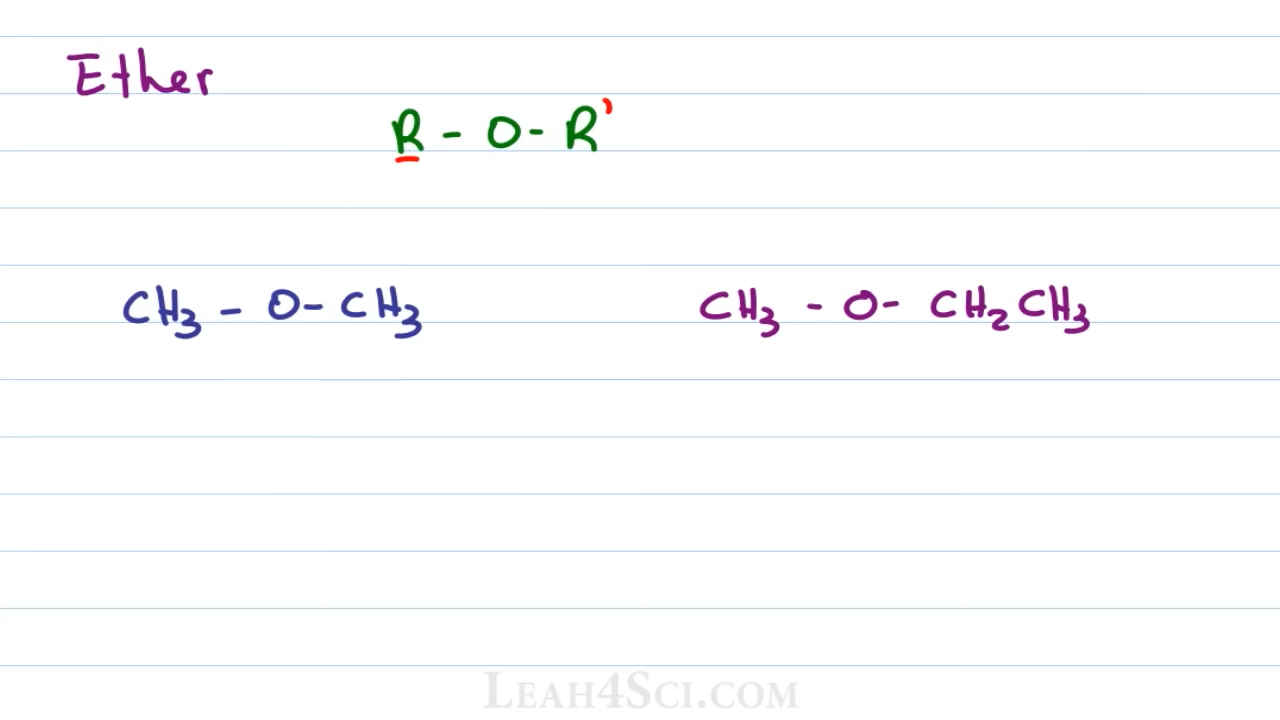 Ether
R - O - R'
CH₃ - O - CH₃ CH₃ - O - CH₂CH₃
LEAH4SCI.COM